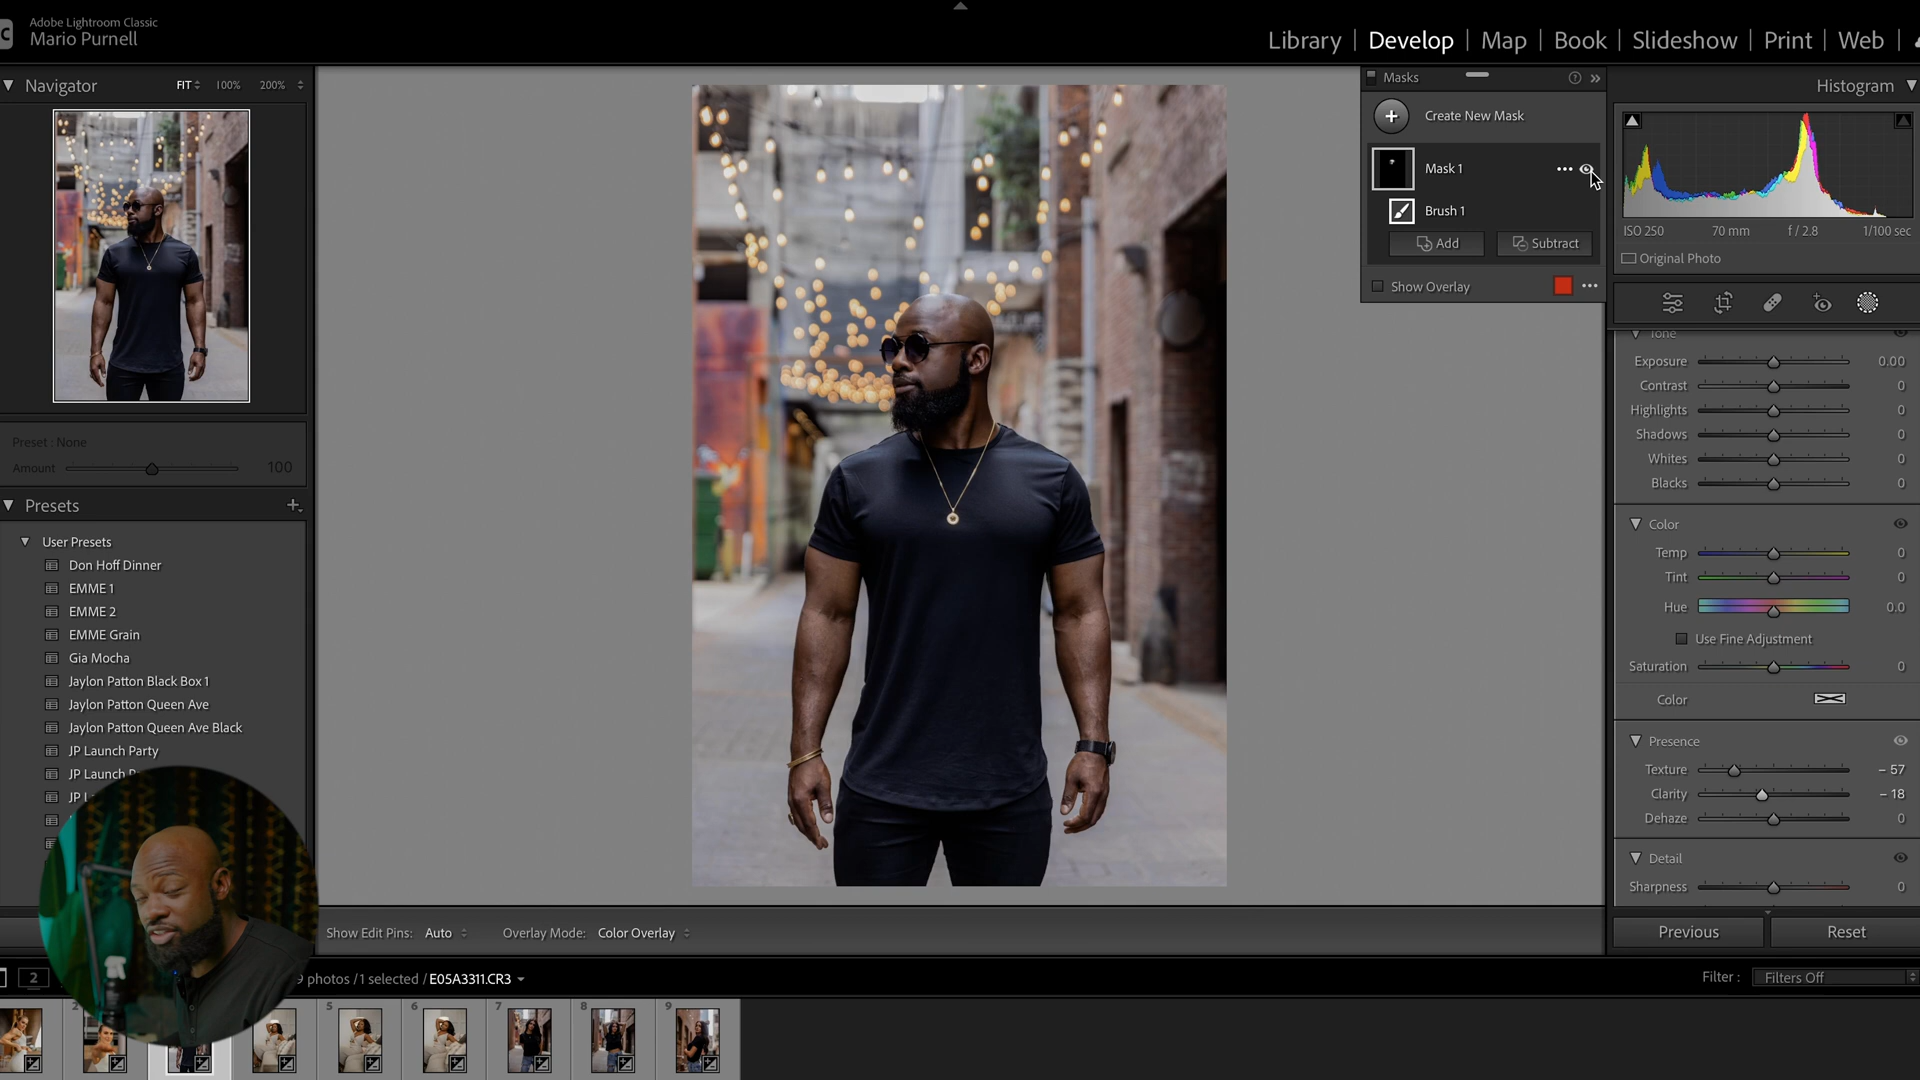 Adobe Lightroom Classic
Mario Purnell
Library | Develop | Map | Book | Slideshow | Print | Web |
Navigator FIT 100% 200%
Preset : None
Amount 100
Presets
User Presets
Don Hoff Dinner
EMME 1
EMME 2
EMME Grain
Gia Mocha
Jaylon Patton Black Box 1
Jaylon Patton Queen Ave
Jaylon Patton Queen Ave Black
JP Launch Party
JP Launch
JP
Masks
Create New Mask
Mask 1
Brush 1
Add Subtract
Show Overlay
Histogram
ISO 250 70 mm f / 2.8 1/100 sec
Original Photo
Tone
Exposure 0.00
Contrast 0
Highlights 0
Shadows 0
Whites 0
Blacks 0
Color
Temp 0
Tint 0
Hue 0.0
Use Fine Adjustment
Saturation 0
Color
Presence
Texture – 57
Clarity – 18
Dehaze 0
Detail
Sharpness 0
Previous Reset
Show Edit Pins: Auto Overlay Mode: Color Overlay
2 9 photos / 1 selected / E05A3311.CR3
Filter : Filters Off
2 5 6 7 8 9